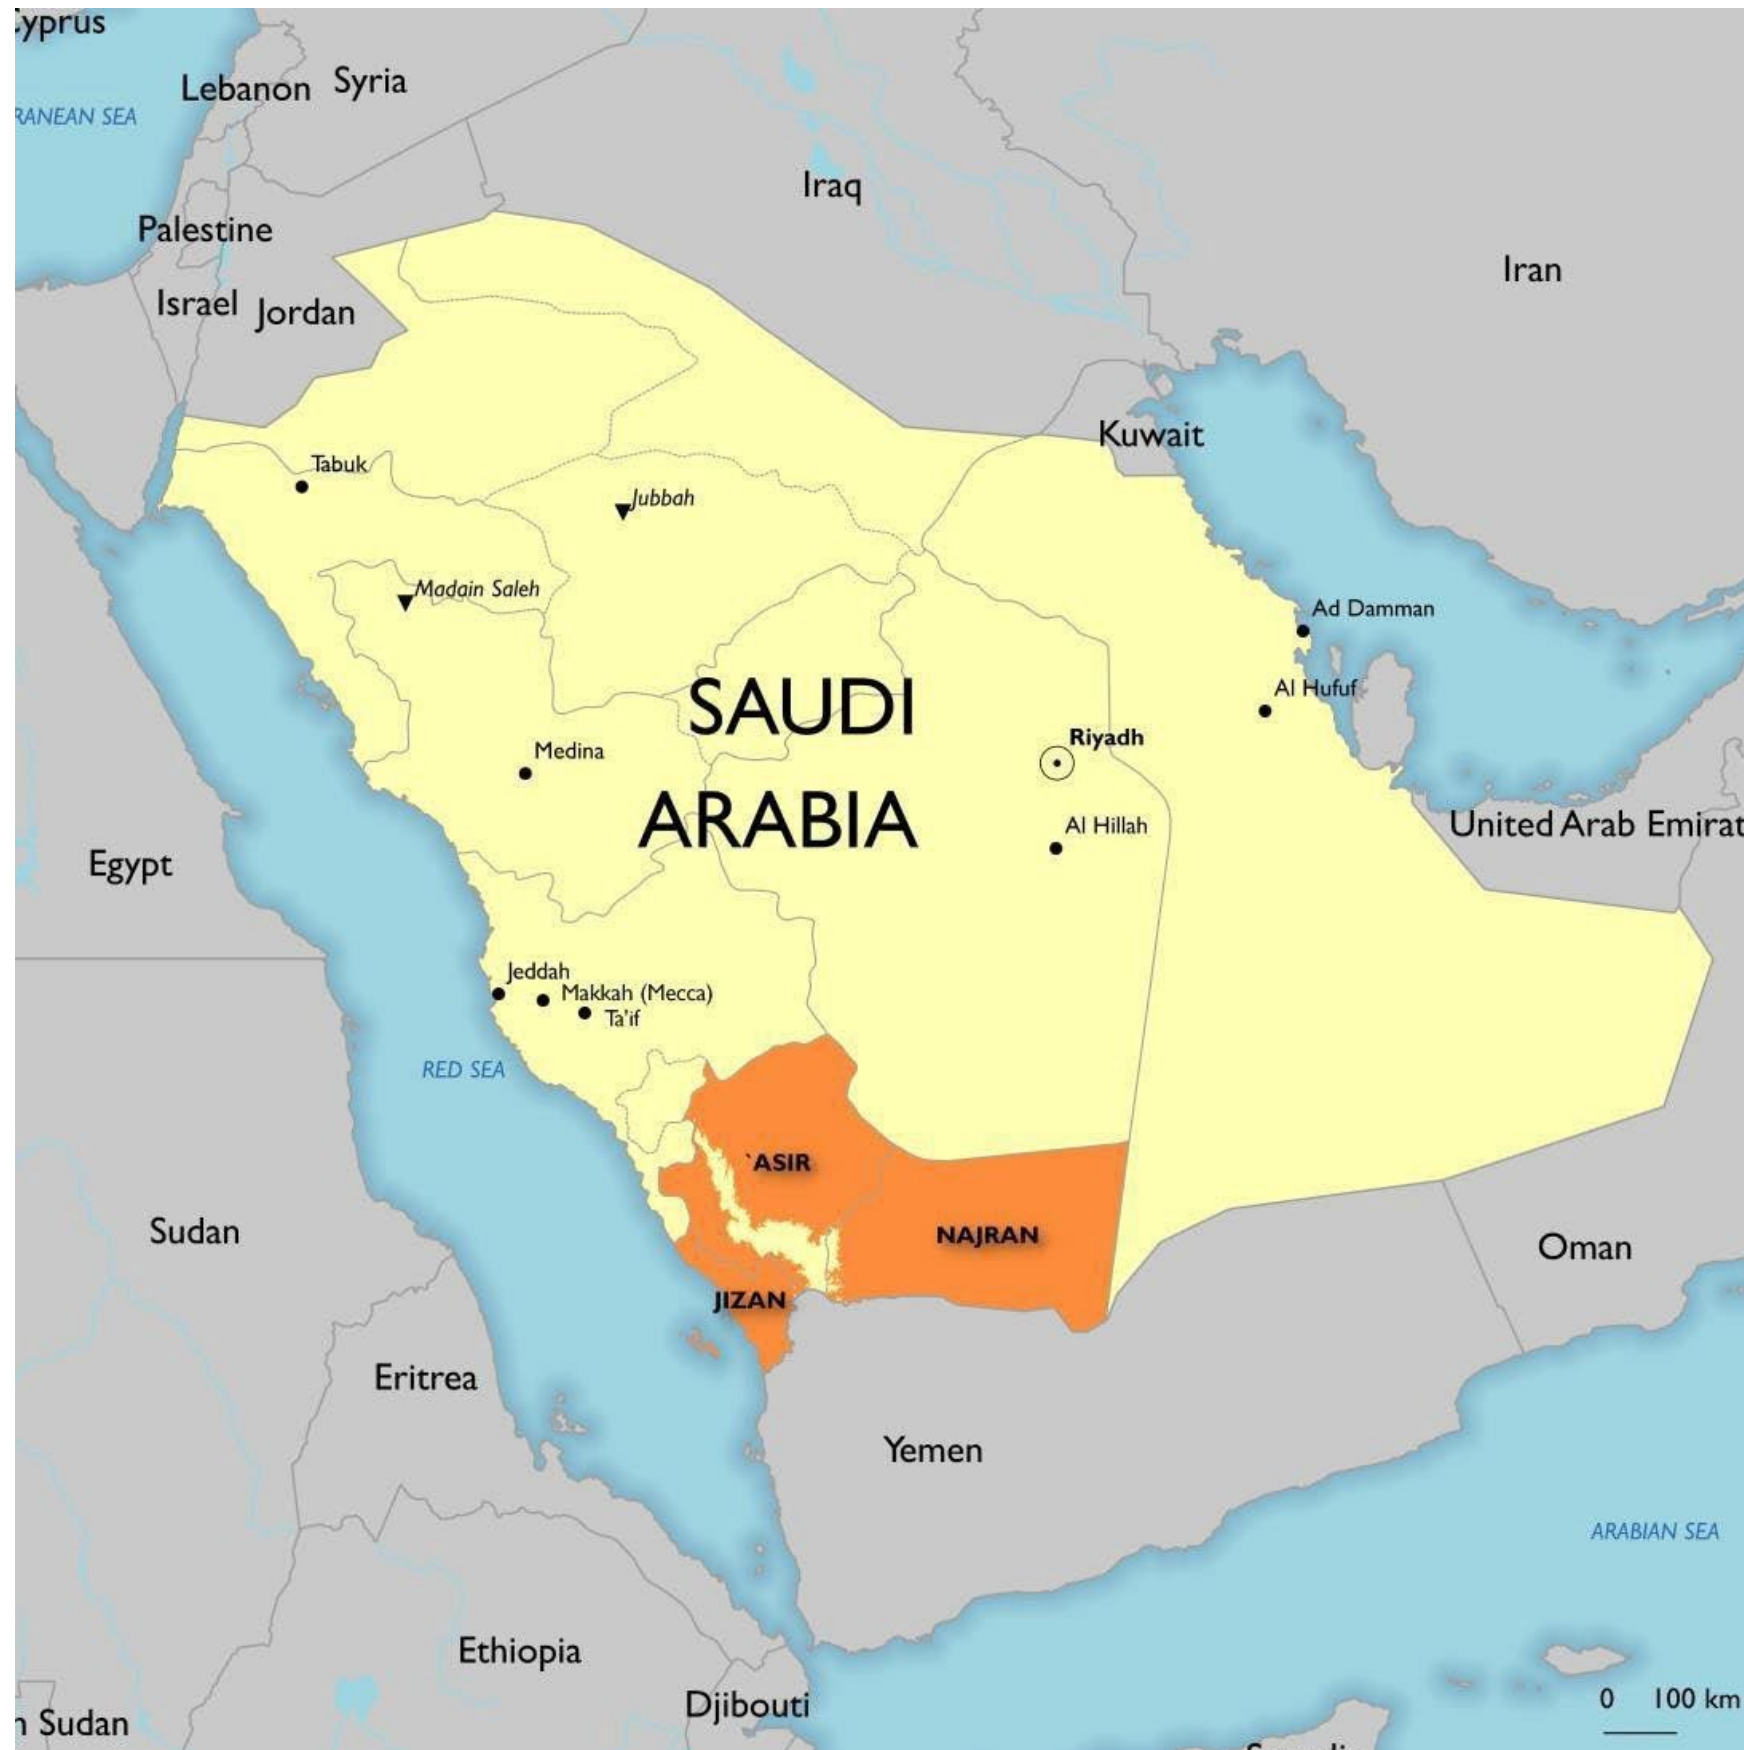 Cyprus
Lebanon
Syria
RANEAN SEA
Iraq
Palestine
Iran
Israel
Jordan
Kuwait
Tabuk
Jubbah
Madain Saleh
Ad Damman
Al Hufuf
SAUDI
ARABIA
Medina
Riyadh
Al Hillah
United Arab Emirat
Egypt
Jeddah
Makkah (Mecca)
Ta'if
RED SEA
`ASIR
NAJRAN
JIZAN
Sudan
Oman
Eritrea
Yemen
ARABIAN SEA
Ethiopia
Djibouti
n Sudan
0 100 km